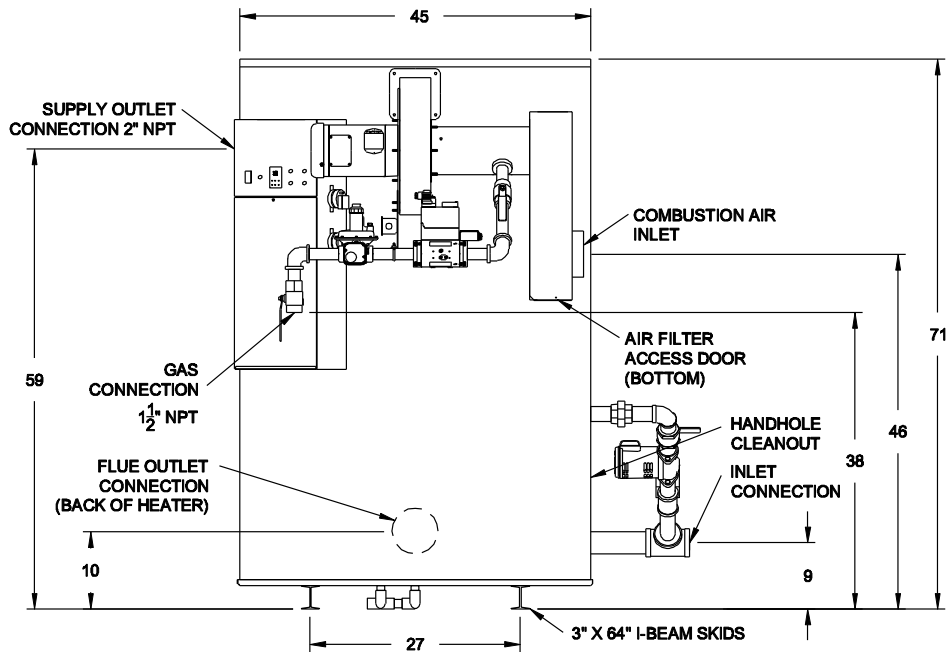 45
SUPPLY OUTLET
CONNECTION 2" NPT
COMBUSTION AIR
INLET
71
59
GAS
CONNECTION
1 1/2" NPT
AIR FILTER
ACCESS DOOR
(BOTTOM)
46
38
HANDHOLE
CLEANOUT
FLUE OUTLET
CONNECTION
(BACK OF HEATER)
INLET
CONNECTION
10
9
27
3" X 64" I-BEAM SKIDS